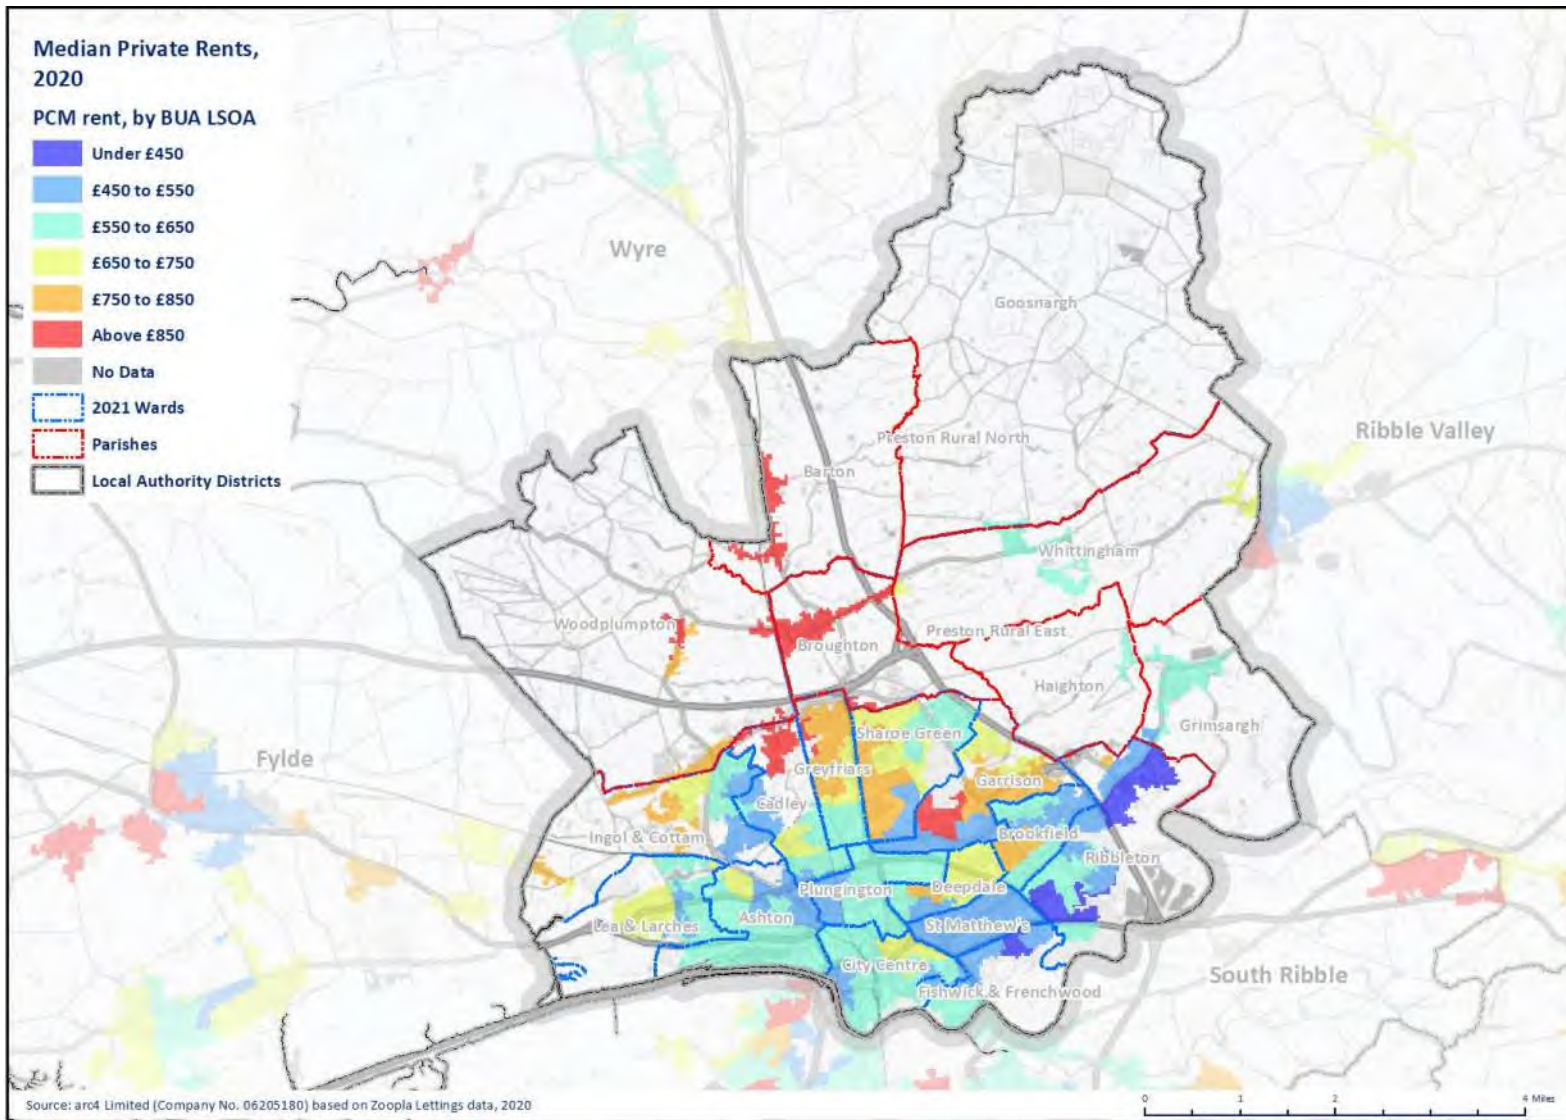 Median Private Rents,
2020
PCM rent, by BUA LSOA
Under £450
£450 to £550
£550 to £650
£650 to £750
£750 to £850
Above £850
No Data
2021 Wards
Parishes
Local Authority Districts
Wyre
Goosnargh
Ribble Valley
Preston Rural North
Barton
Whittingham
Woodplumpton
Preston Rural East
Broughton
Haighton
Grimsargh
Sharoe Green
Fylde
Greyfriars
Garrison
Cadley
Ingol & Cottam
Brookfield
Ribbleton
Plungington
Deepdale
Lea & Larches
Ashton
St Matthew's
City Centre
South Ribble
Fishwick & Frenchwood
Source: arc4 Limited (Company No. 06205180) based on Zoopla Lettings data, 2020
0 1 2 4 Miles